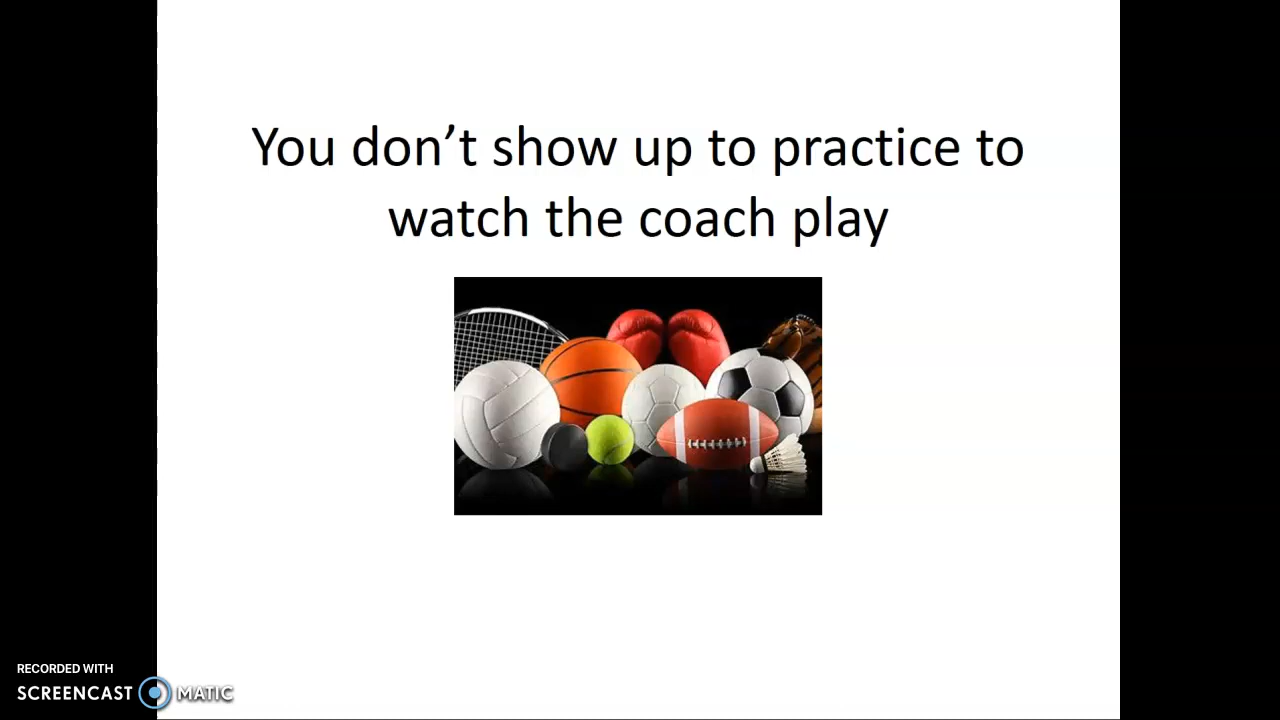 You don’t show up to practice to
watch the coach play
RECORDED WITH
SCREENCAST MATIC